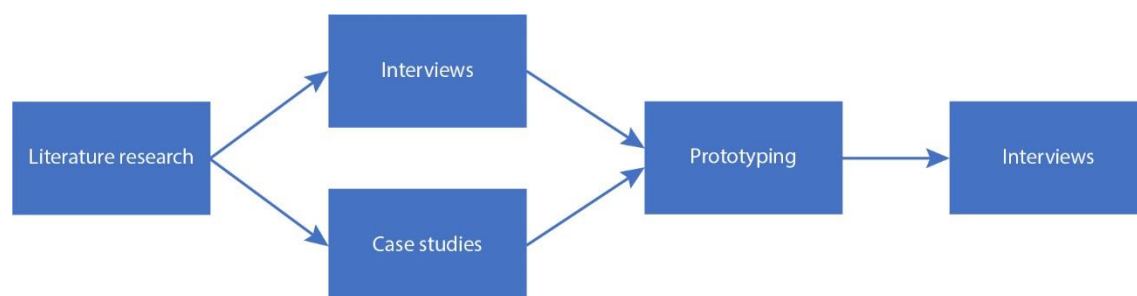 Literature research
Interviews
Case studies
Prototyping
Interviews